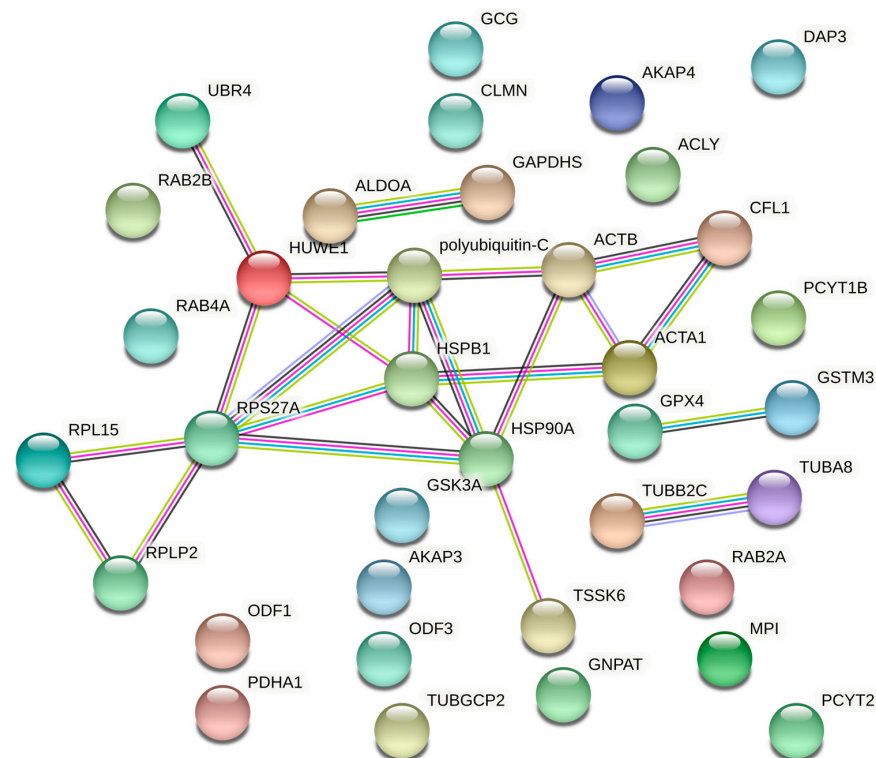 GCG
DAP3
AKAP4
UBR4
CLMN
ACLY
GAPDHS
RAB2B
ALDOA
CFL1
HUWE1
polyubiquitin-C
ACTB
PCYT1B
RAB4A
ACTA1
HSPB1
GSTM3
GPX4
RPS27A
HSP90A
RPL15
TUBA8
GSK3A
TUBB2C
RPLP2
AKAP3
RAB2A
TSSK6
ODF1
ODF3
MPI
GNPAT
PDHA1
TUBGCP2
PCYT2